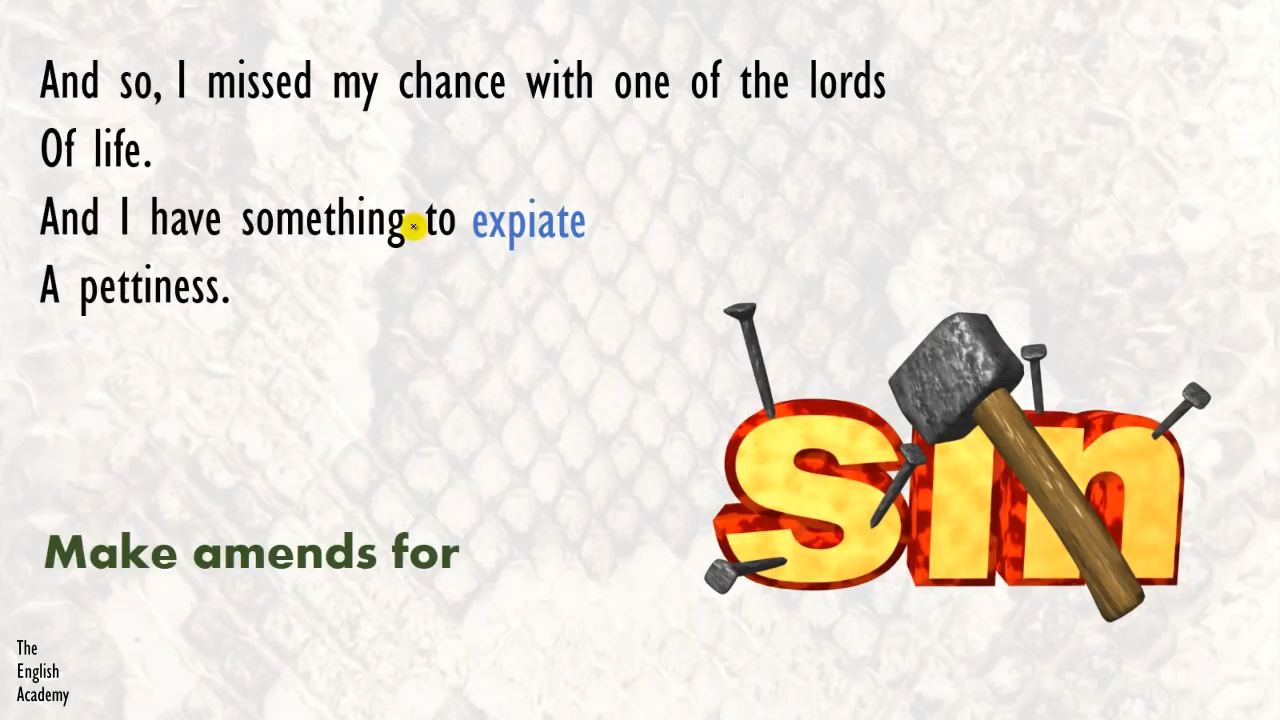 And so, I missed my chance with one of the lords
Of life.
And I have something to expiate
A pettiness.
sin
Make amends for
The
English
Academy